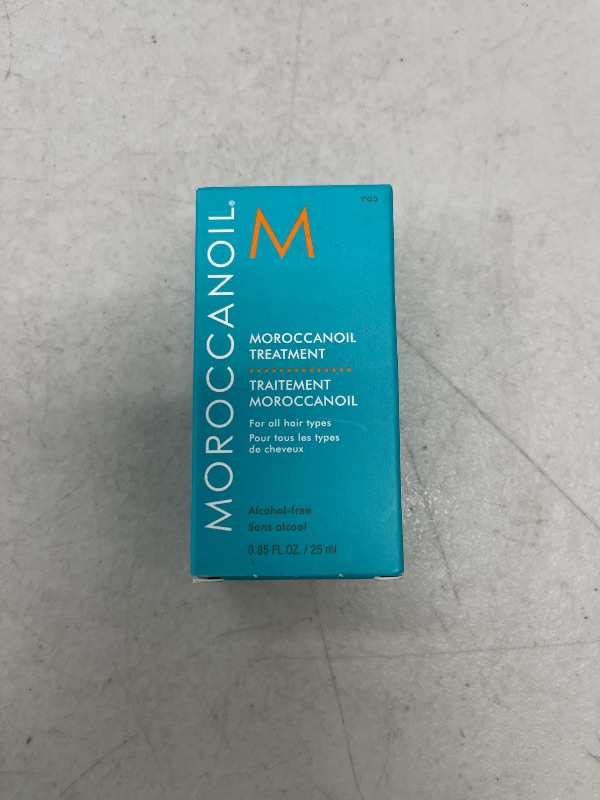 MOROCCANOIL®
M
MOROCCANOIL
TREATMENT
TRAITEMENT
MOROCCANOIL
For all hair types
Pour tous les types
de cheveux
Alcohol-free
Sans alcool
0.85 FL.OZ. / 25 ml